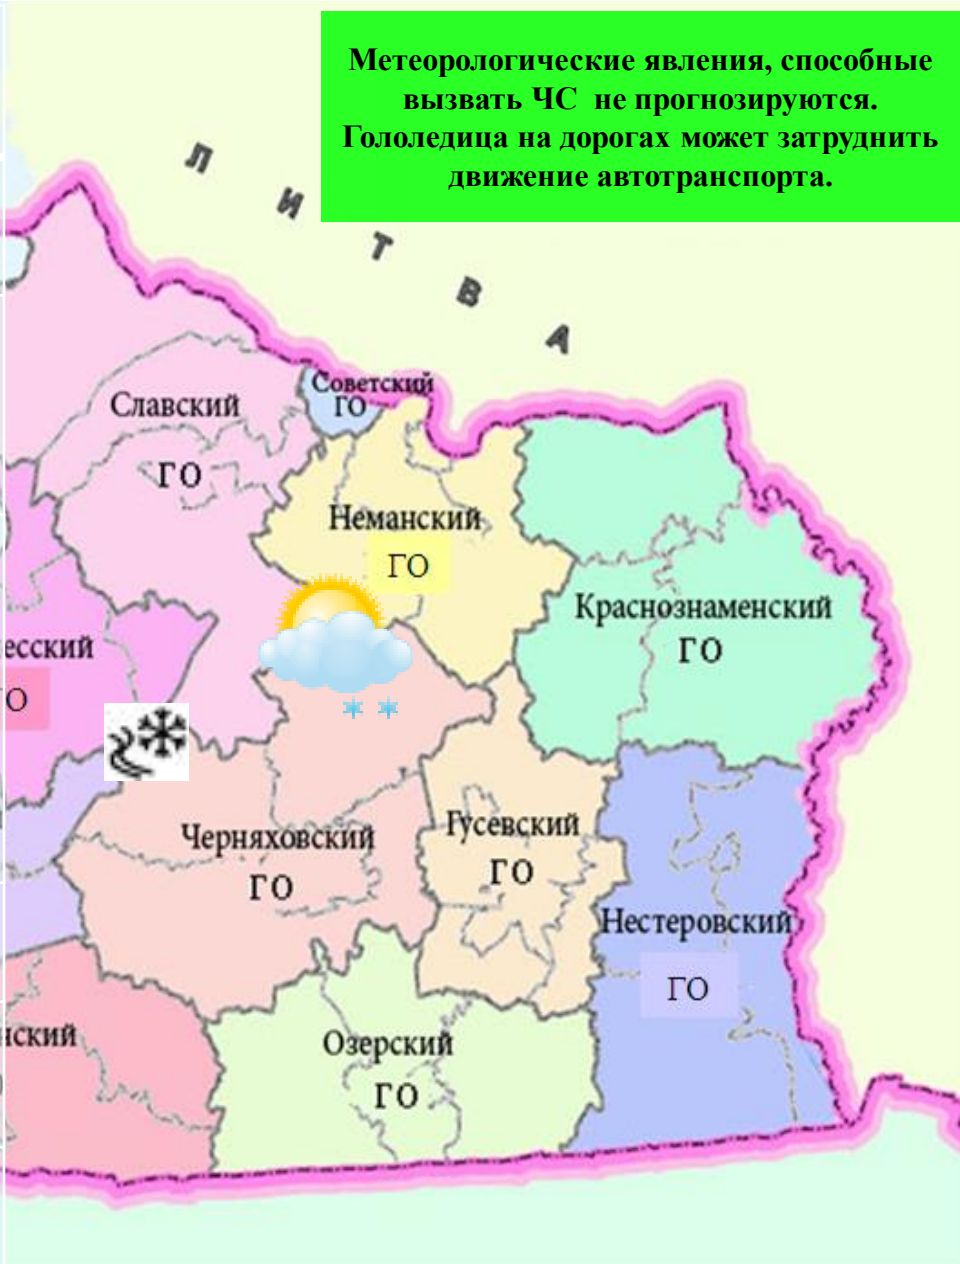 Метеорологические явления, способные
вызвать ЧС не прогнозируются.
Гололедица на дорогах может затруднить
движение автотранспорта.
ЛИТВА
Советский
ГО
Славский
ГО
Неманский
ГО
Краснознаменский
ГО
есский
О
Черняховский
ГО
Гусевский
ГО
Нестеровский
ГО
нский
Озерский
ГО